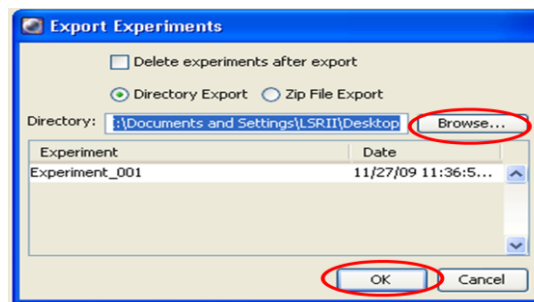 Export Experiments
Delete experiments after export
Directory Export Zip File Export
Directory: :\Documents and Settings\LSRII\Desktop Browse...
Experiment Date
Experiment_001 11/27/09 11:36:5...
OK Cancel